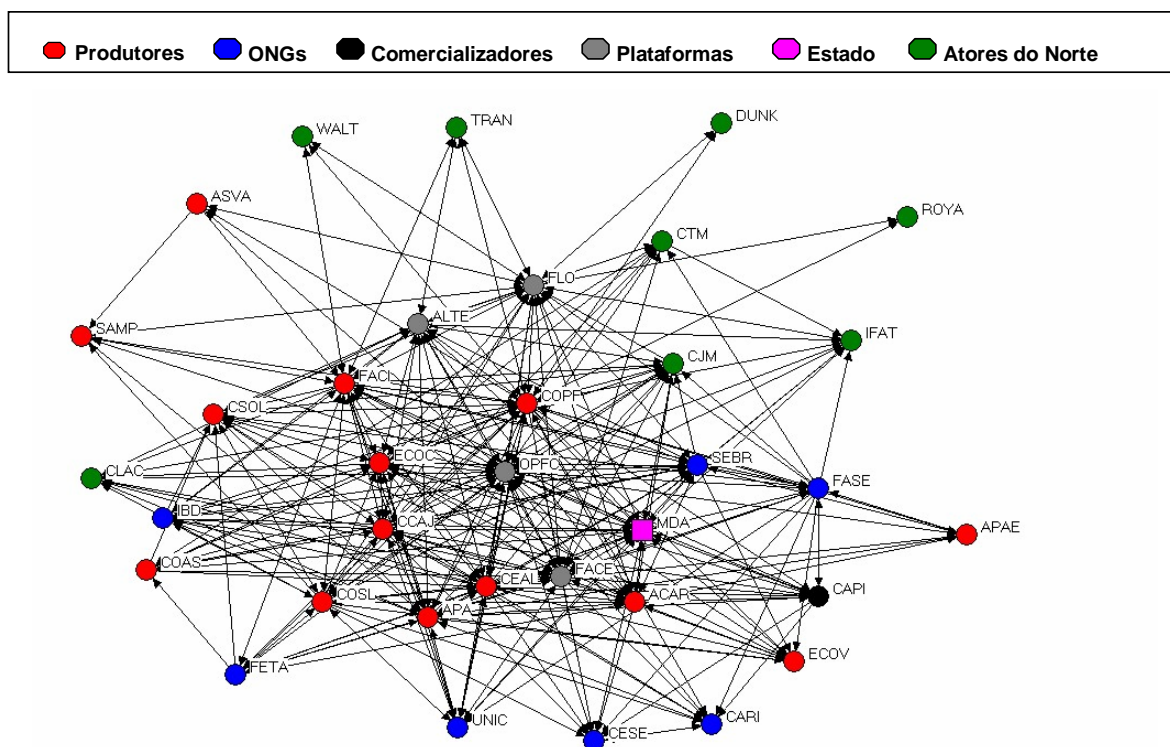 Produtores ONGs Comercializadores Plataformas Estado Atores do Norte
WALT
TRAN
DUNK
ASVA
ROYA
CTM
FLO
SAMP
ALTE
IFAT
CJM
FACI
COPF
CSOL
ECOC
OPFC
SEBR
CLAC
FASE
IBD
CCAJ
MDA
APAE
COAS
FACE
CEAL
CAPI
COSL
APA
ACAR
ECOV
FETA
UNIC
CARI
CESE